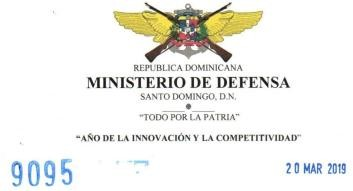 REPUBLICA DOMINICANA
MINISTERIO DE DEFENSA
SANTO DOMINGO, D.N.
"TODO POR LA PATRIA"
"AÑO DE LA INNOVACIÓN Y LA COMPETITIVIDAD"
9095
20 MAR 2019